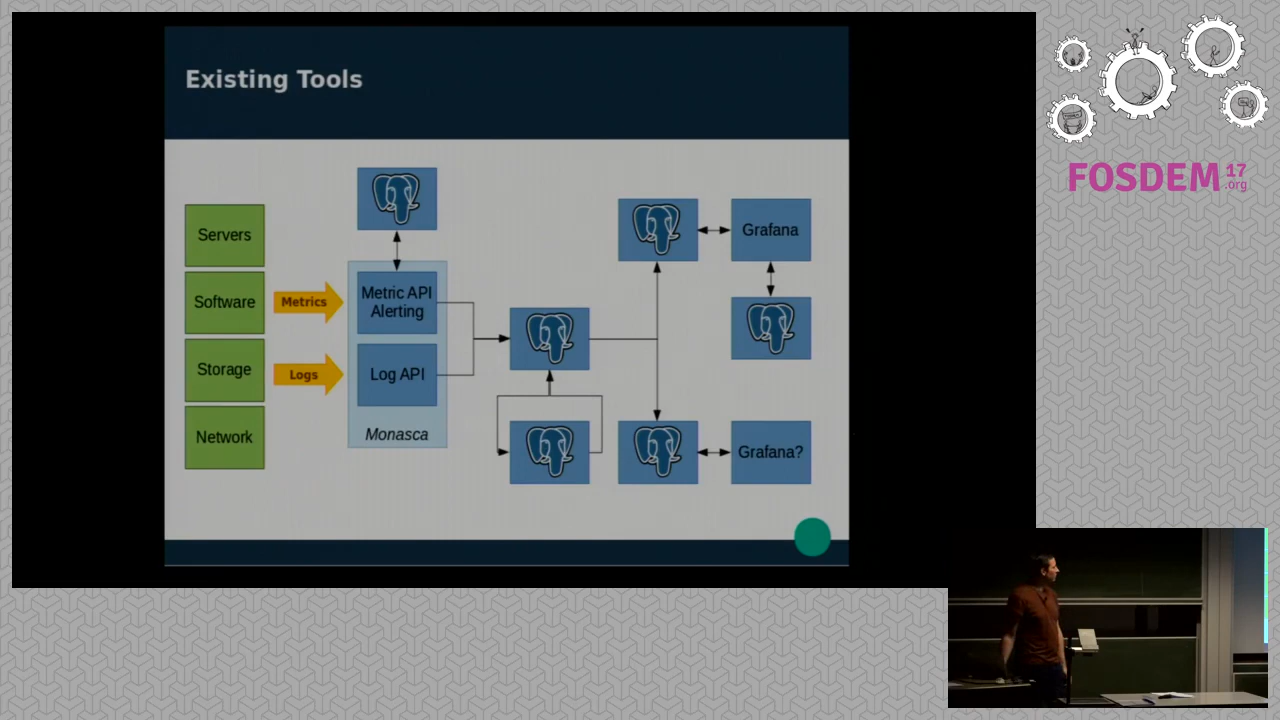 Existing Tools
Servers
Software
Storage
Network
Metrics
Logs
Metric API
Alerting
Log API
Monasca
Grafana
Grafana?
FOSDEM 17
.org